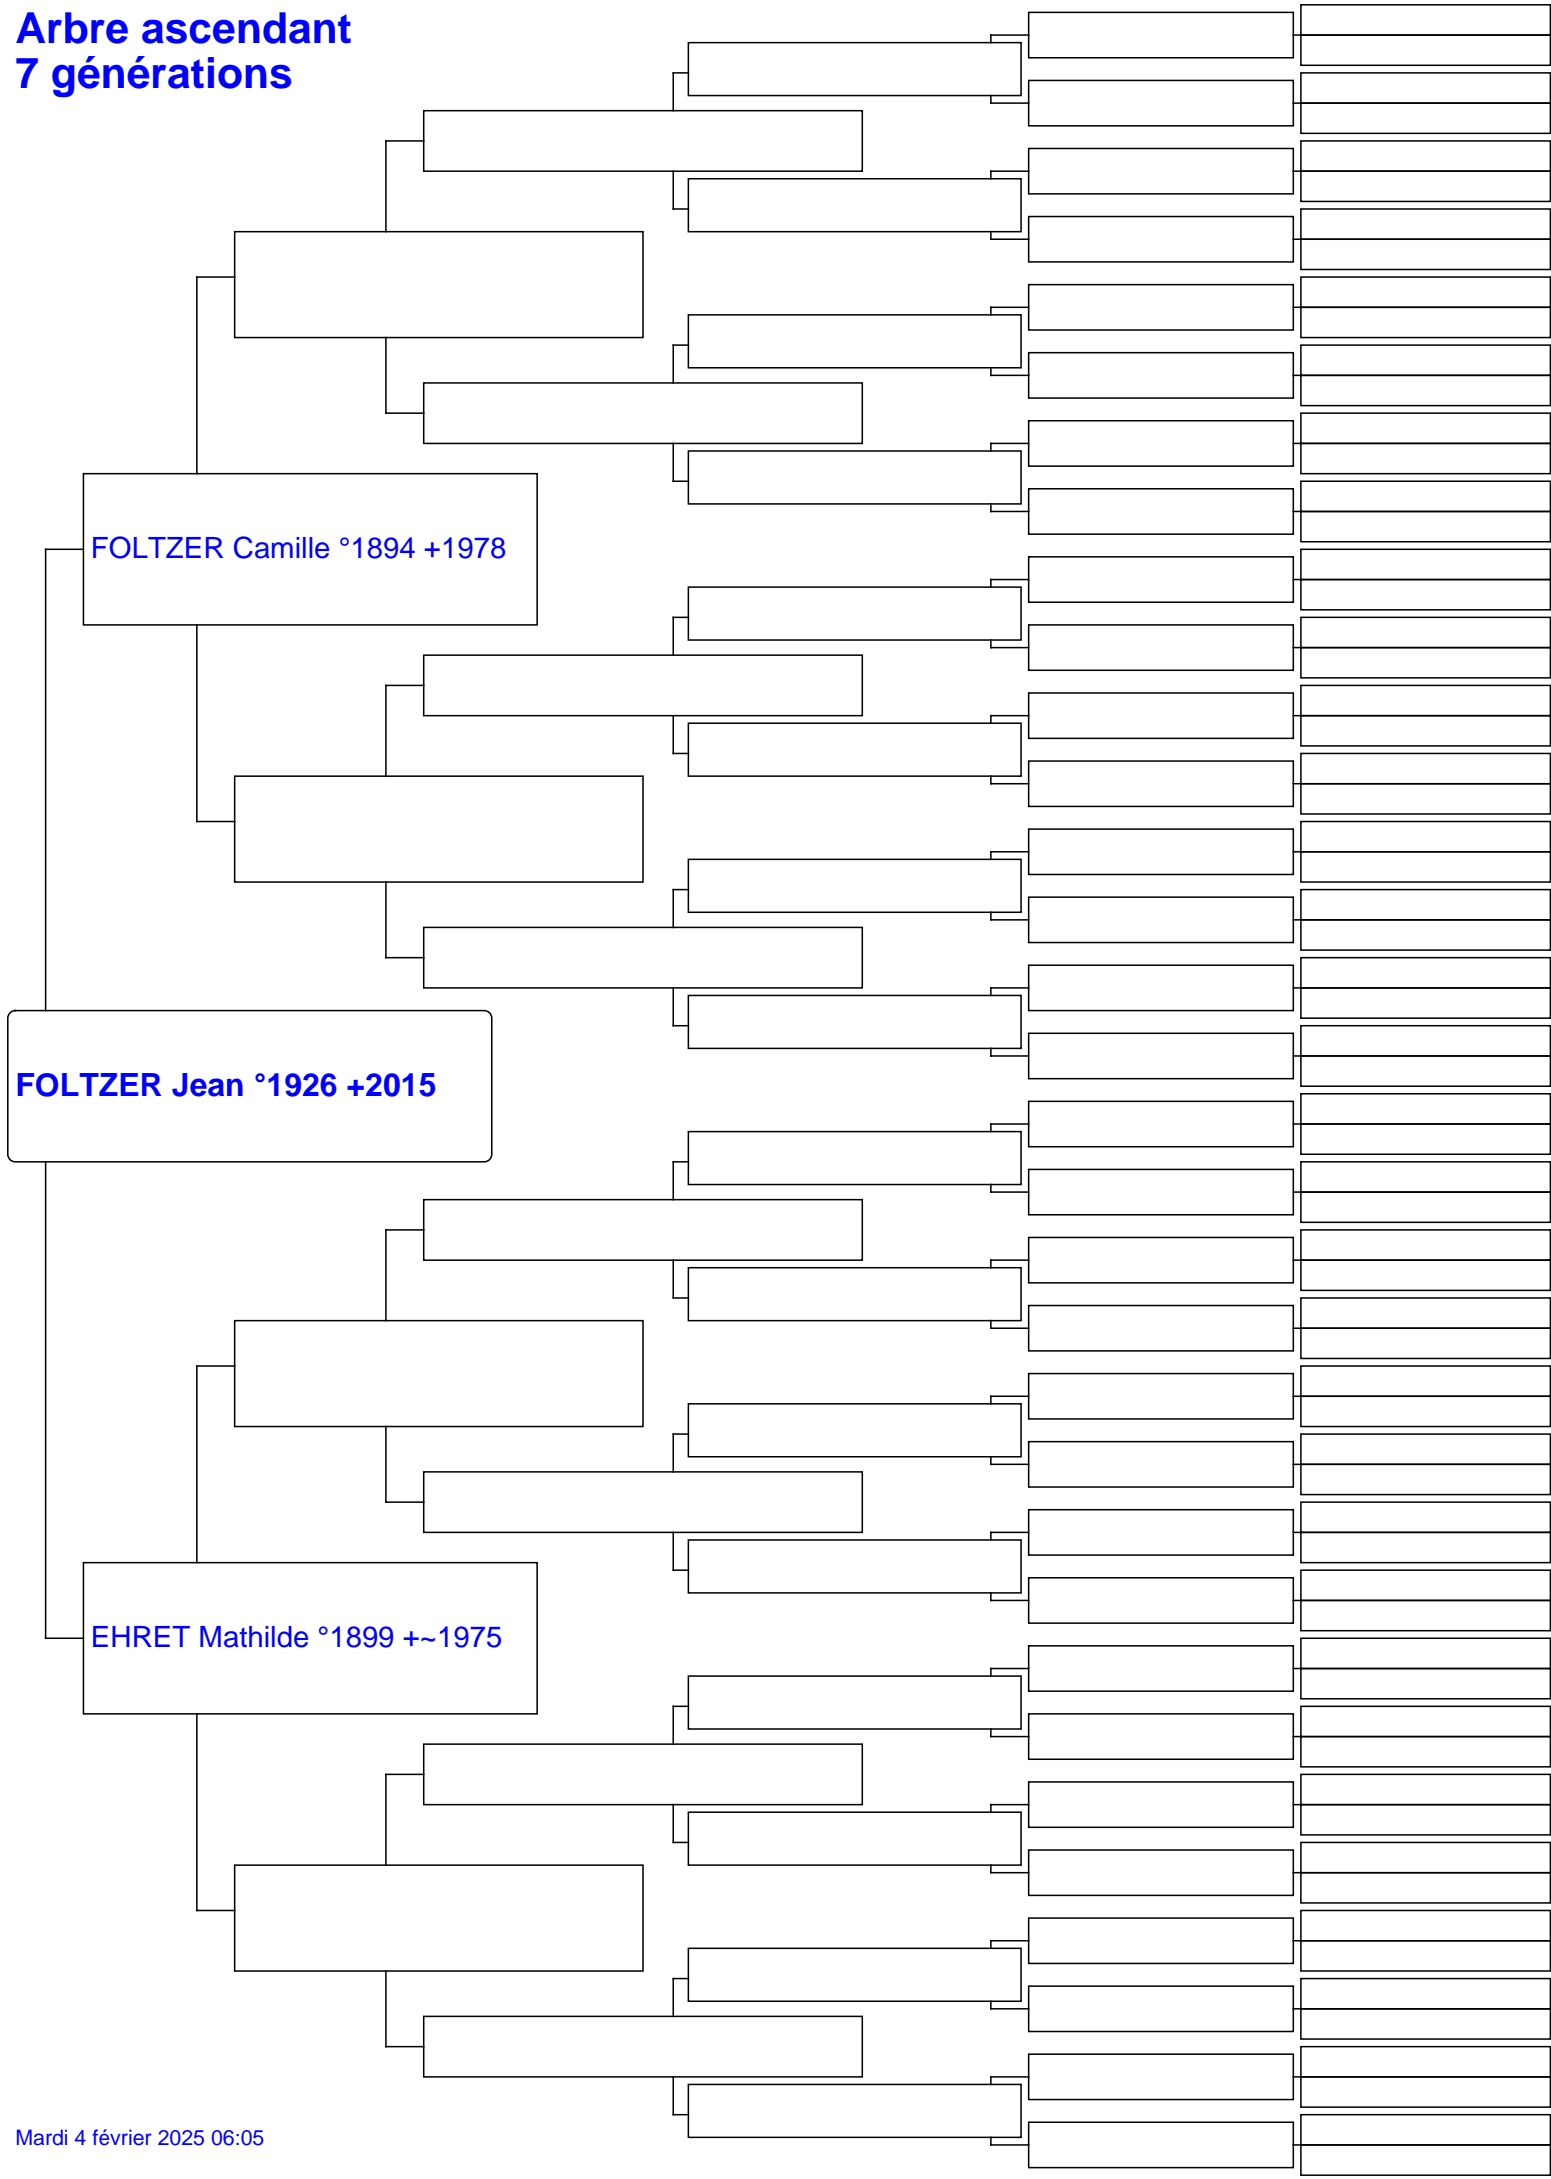 Arbre ascendant
7 générations
FOLTZER Camille °1894 +1978
FOLTZER Jean °1926 +2015
EHRET Mathilde °1899 +~1975
Mardi 4 février 2025 06:05